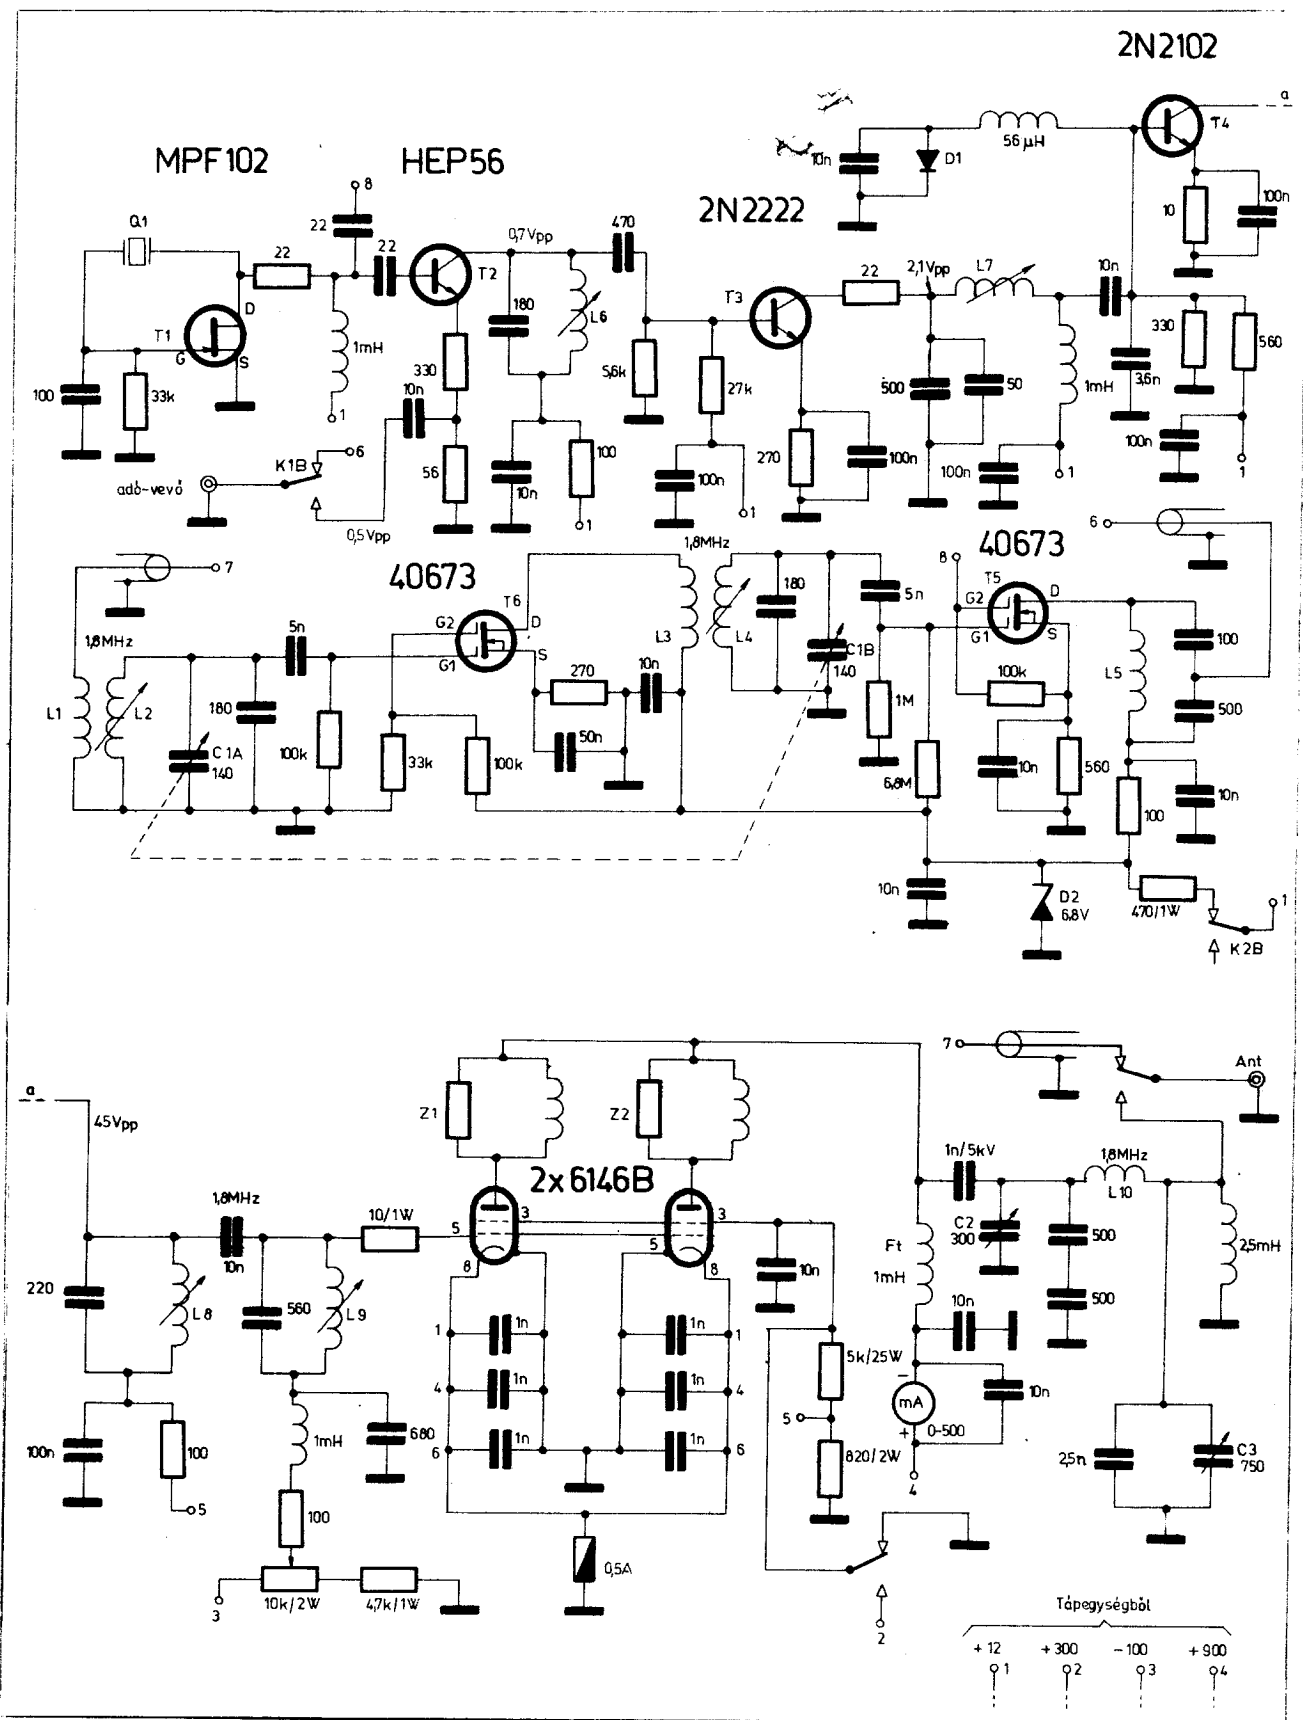 2N2102
a
T4
56 µH
D1
10n
10
100n
MPF102
HEP56
2N2222
8
Q1
22
22
22
0,7Vpp
470
T2
180
L6
T3
22
2,1Vpp
L7
10n
D
T1
G
S
1mH
330
5,6k
27k
500
50
1mH
3,6n
330
560
100
33k
1
10n
56
10n
100
1
100n
1
270
100n
100n
1
100n
1
K1B
6
adó-vevő
0,5Vpp
7
40673
1,8MHz
8
40673
6
T5
1,8MHz
5n
G2
T6
D
G1
S
L3
L4
180
5n
G2
G1
D
S
C1B
140
100
L1
L2
180
C1A
140
100k
33k
100k
270
10n
50n
1M
6,8M
100k
10n
560
L5
500
100
10n
10n
D2
6,8V
470/1W
1
K2B
7
Ant
a
45Vpp
Z1
Z2
1n/5kV
1,8MHz
L10
2x6146B
1,8MHz
10n
10/1W
5
3
3
5
8
8
10n
Ft
1mH
C2
300
500
500
2,5mH
220
L8
560
L9
1
1n
1n
1
4
1n
1n
4
6
1n
1n
6
10n
5k/25W
mA
-
+
0-500
10n
5
820/2W
4
100n
100
5
1mH
680
100
2,5n
C3
750
0,5A
3
10k/2W
4,7k/1W
2
Tápegységből
+12
+300
-100
+900
1
2
3
4